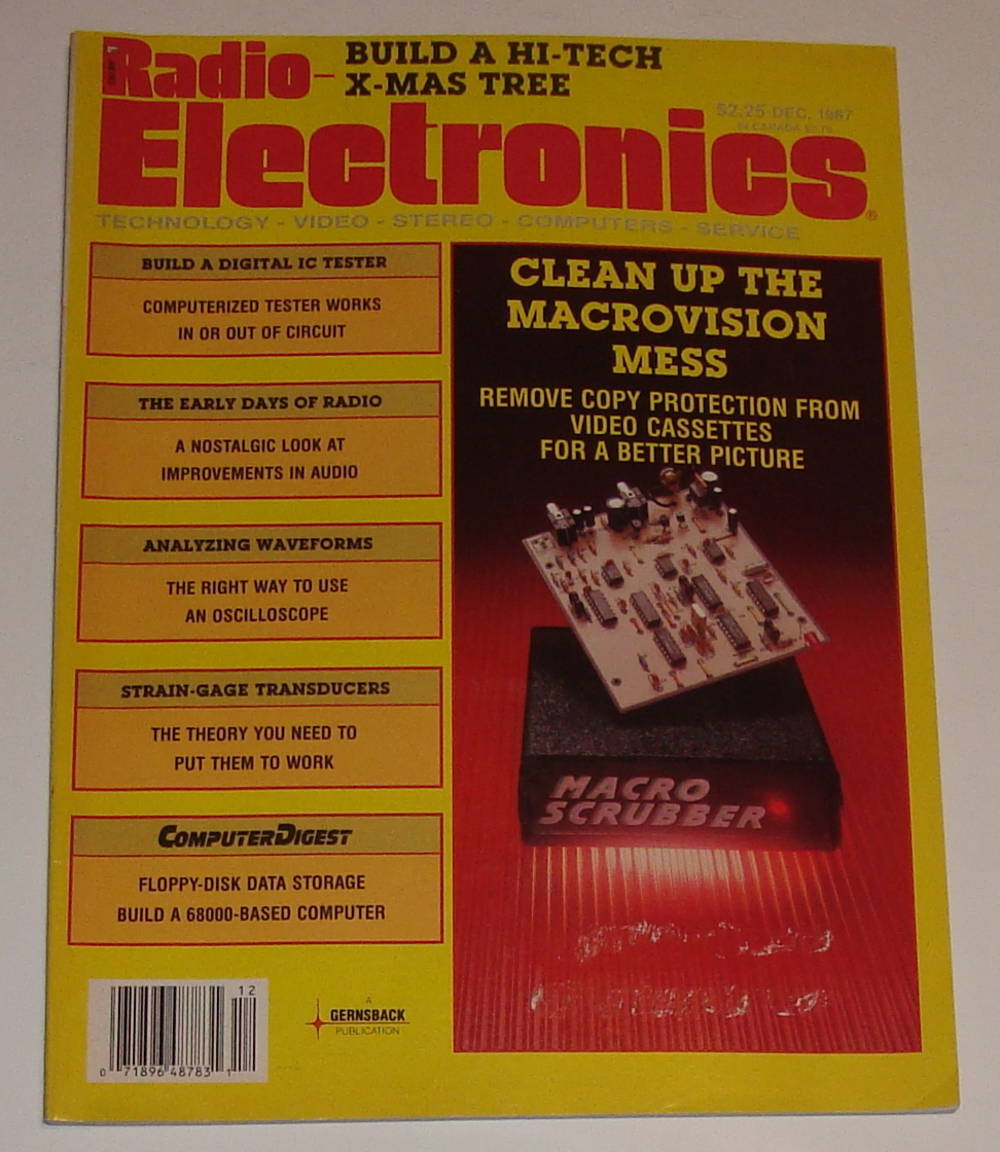 Radio-
BUILD A HI-TECH
X-MAS TREE
Electronics®
$2.25 DEC. 1987
IN CANADA $2.75
TECHNOLOGY - VIDEO - STEREO - COMPUTERS - SERVICE
BUILD A DIGITAL IC TESTER
COMPUTERIZED TESTER WORKS
IN OR OUT OF CIRCUIT
THE EARLY DAYS OF RADIO
A NOSTALGIC LOOK AT
IMPROVEMENTS IN AUDIO
ANALYZING WAVEFORMS
THE RIGHT WAY TO USE
AN OSCILLOSCOPE
STRAIN-GAGE TRANSDUCERS
THE THEORY YOU NEED TO
PUT THEM TO WORK
COMPUTERDIGEST
FLOPPY-DISK DATA STORAGE
BUILD A 68000-BASED COMPUTER
CLEAN UP THE
MACROVISION
MESS
REMOVE COPY PROTECTION FROM
VIDEO CASSETTES
FOR A BETTER PICTURE
MACRO
SCRUBBER
12
0 71896 48783 1
A
GERNSBACK
PUBLICATION